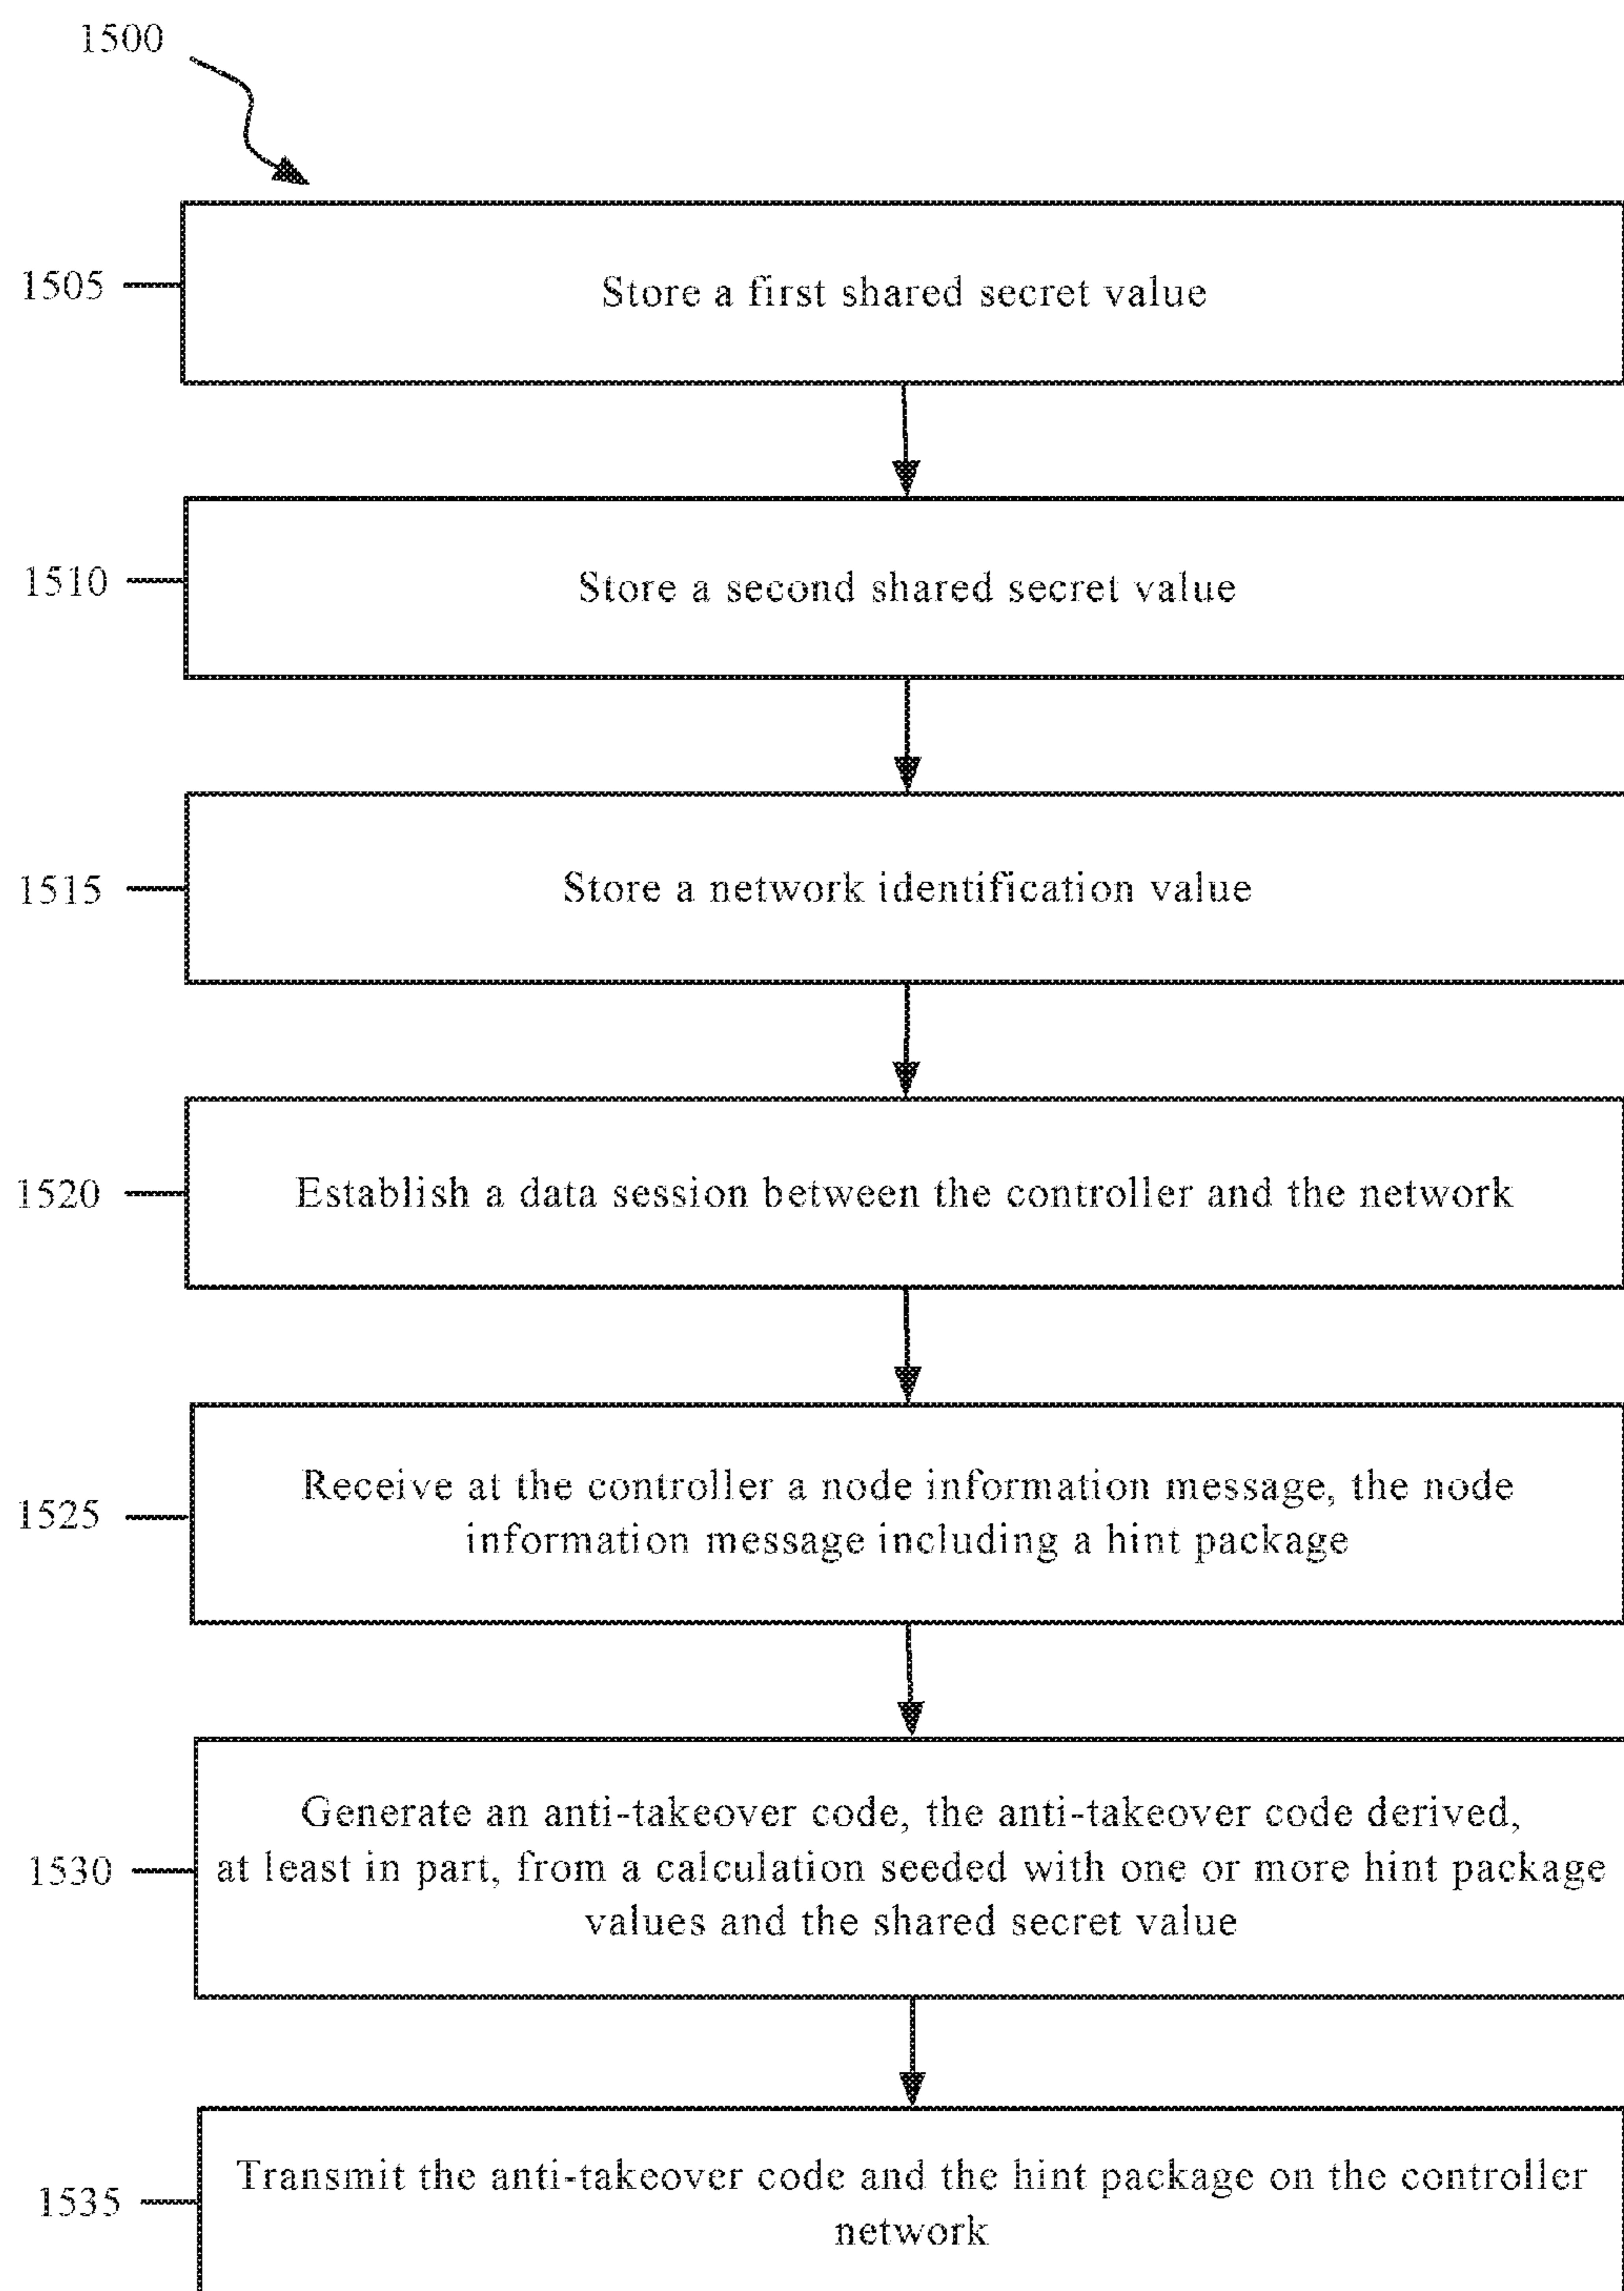 1500
1505
Store a first shared secret value
1510
Store a second shared secret value
1515
Store a network identification value
1520
Establish a data session between the controller and the network
1525
Receive at the controller a node information message, the node
information message including a hint package
1530
Generate an anti-takeover code, the anti-takeover code derived,
at least in part, from a calculation seeded with one or more hint package
values and the shared secret value
1535
Transmit the anti-takeover code and the hint package on the controller
network